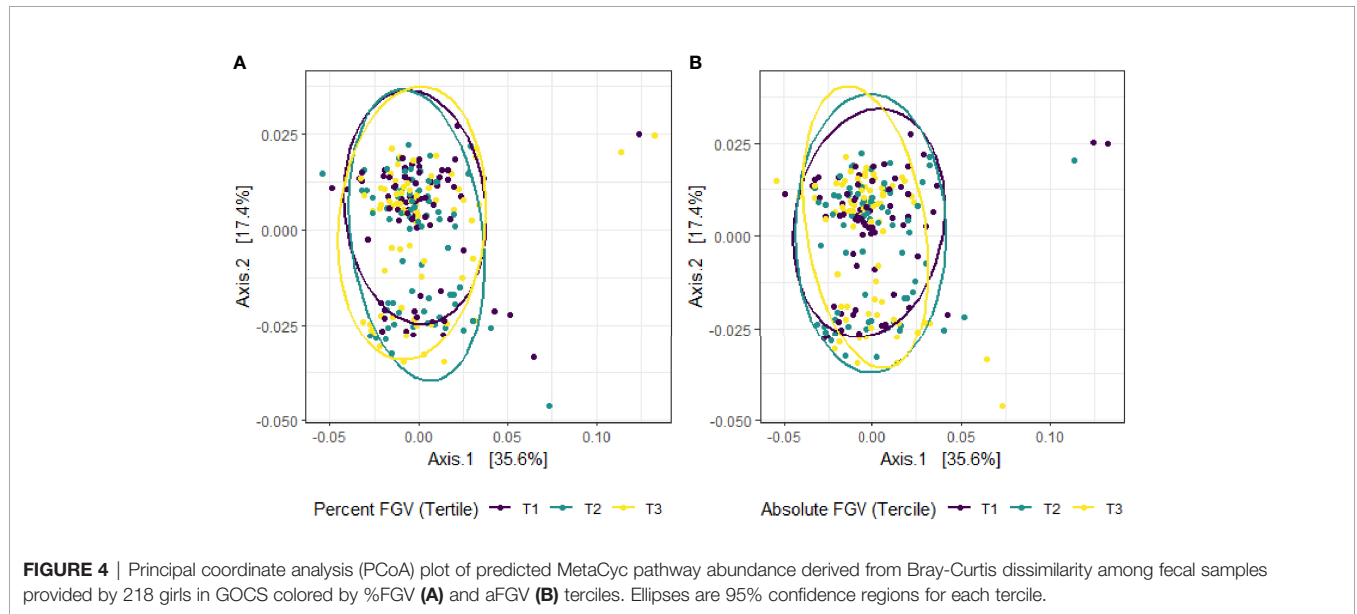 A
B
0.025
0.000
-0.025
-0.050
Axis.2 [17.4%]
-0.05
0.00
0.05
0.10
Axis.1 [35.6%]
Percent FGV (Tertile) T1 T2 T3
0.025
0.000
-0.025
-0.050
Axis.2 [17.4%]
-0.05
0.00
0.05
0.10
Axis.1 [35.6%]
Absolute FGV (Tercile) T1 T2 T3
FIGURE 4 | Principal coordinate analysis (PCoA) plot of predicted MetaCyc pathway abundance derived from Bray-Curtis dissimilarity among fecal samples
provided by 218 girls in GOCS colored by %FGV (A) and aFGV (B) terciles. Ellipses are 95% confidence regions for each tercile.